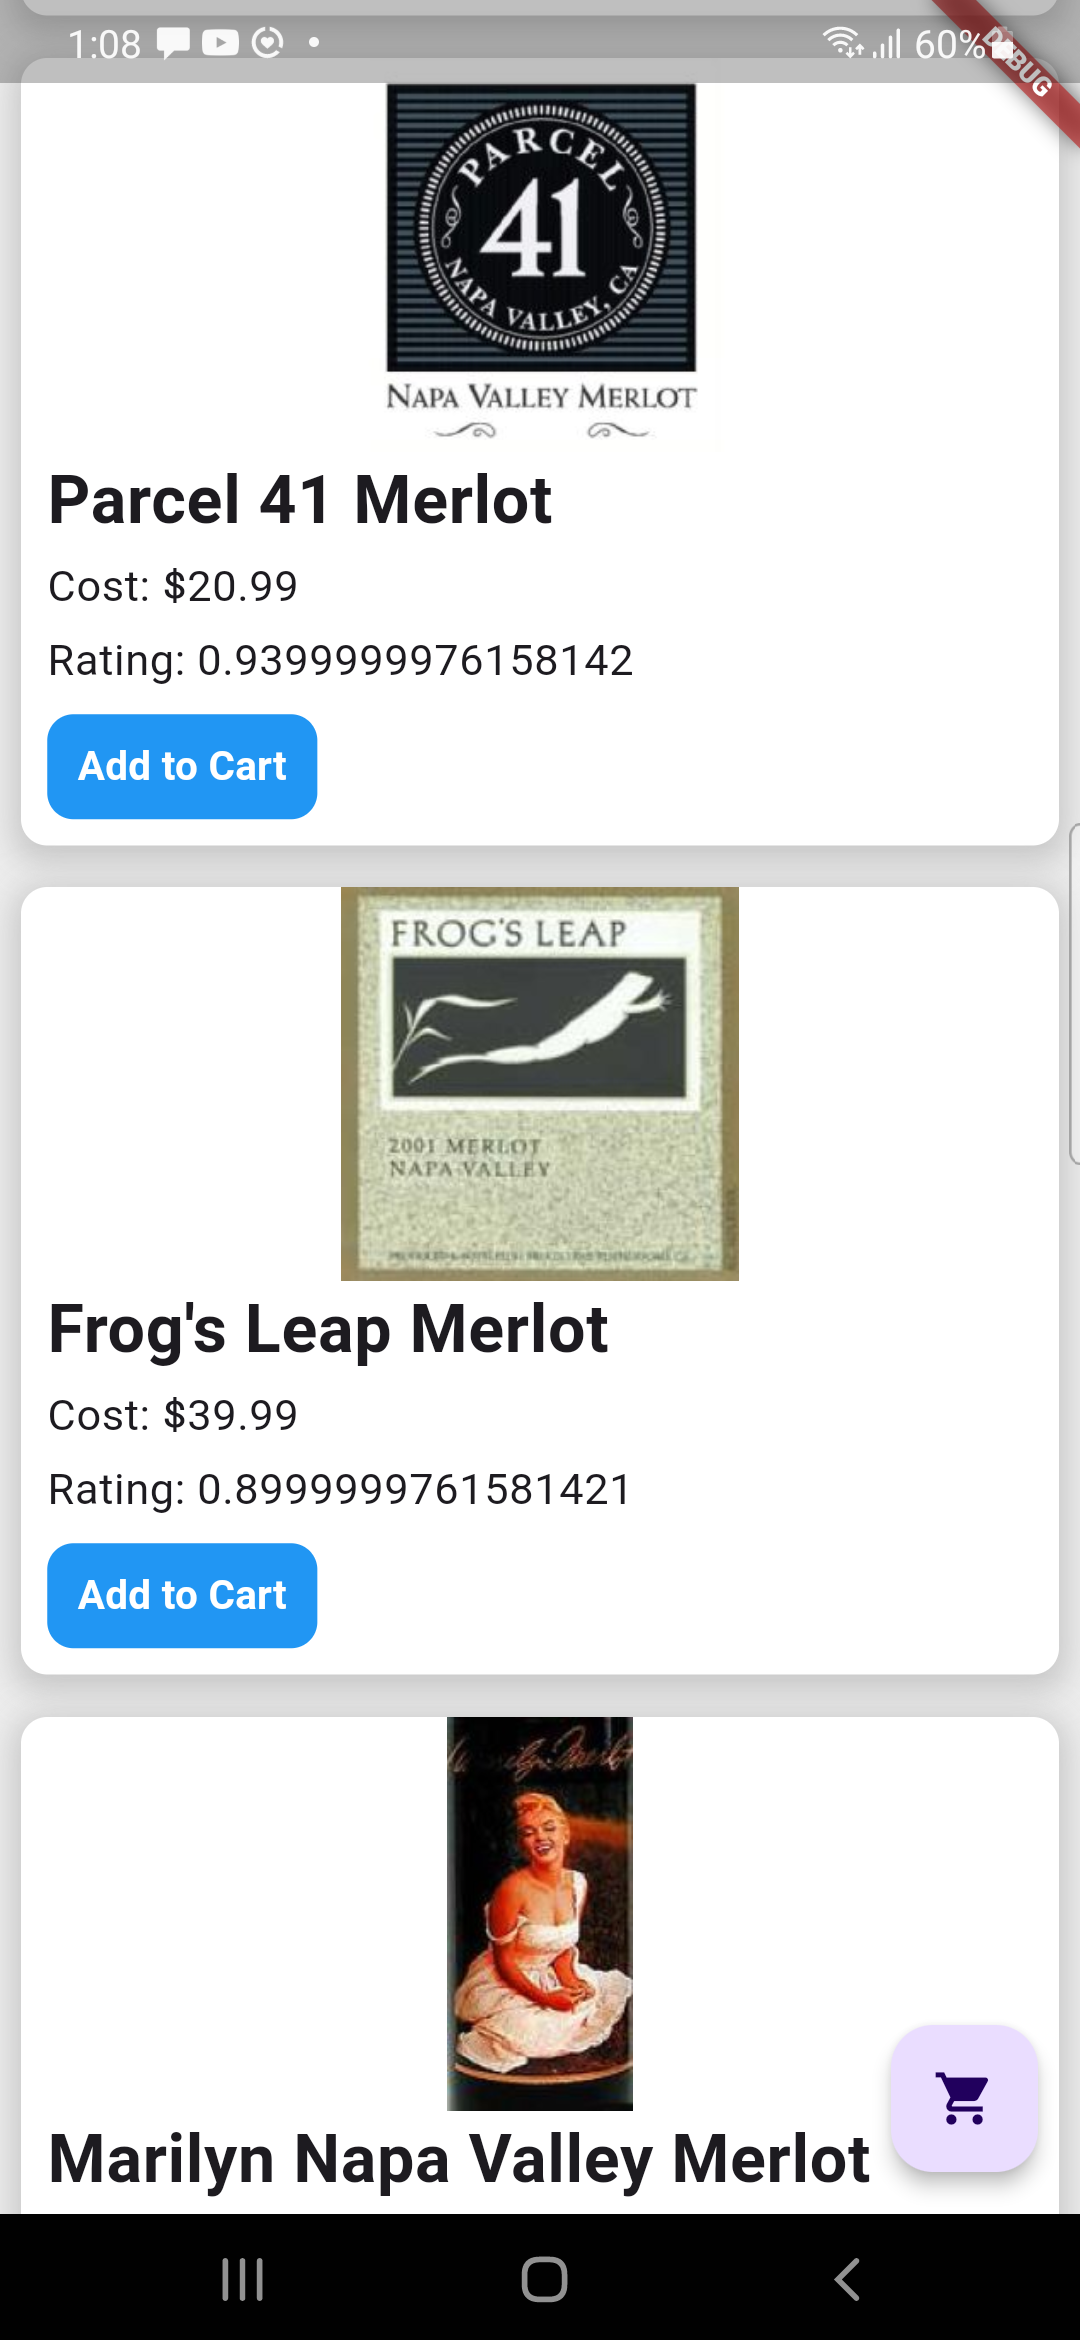 1:08
60%
DEBUG
PARCEL
41
NAPA VALLEY, CA
NAPA VALLEY MERLOT
Parcel 41 Merlot
Cost: $20.99
Rating: 0.9399999976158142
Add to Cart
FROG'S LEAP
2001 MERLOT
NAPA VALLEY
Frog's Leap Merlot
Cost: $39.99
Rating: 0.8999999761581421
Add to Cart
Marilyn Napa Valley Merlot